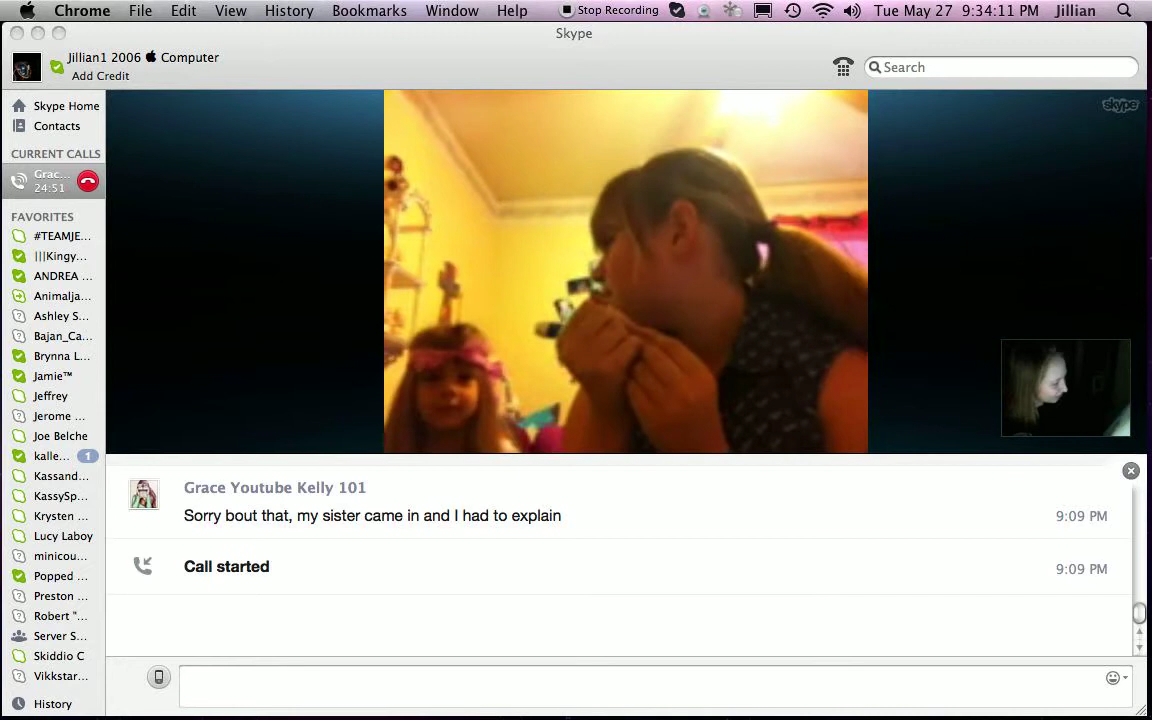 Chrome File Edit View History Bookmarks Window Help Stop Recording Tue May 27 9:34:11 PM Jillian
Skype
Jillian1 2006 Computer
Add Credit
Search
Skype Home
Contacts
CURRENT CALLS
Grac...
24:51
FAVORITES
#TEAMJE...
|||Kingy...
ANDREA ...
Animalja...
Ashley S...
Bajan_Ca...
Brynna L...
Jamie™
Jeffrey
Jerome ...
Joe Belche
kalle... 1
Kassand...
KassySp...
Krysten ...
Lucy Laboy
minicou...
Popped ...
Preston ...
Robert "...
Server S...
Skiddio C
Vikkstar...
History
skype
Grace Youtube Kelly 101
Sorry bout that, my sister came in and I had to explain 9:09 PM
Call started 9:09 PM